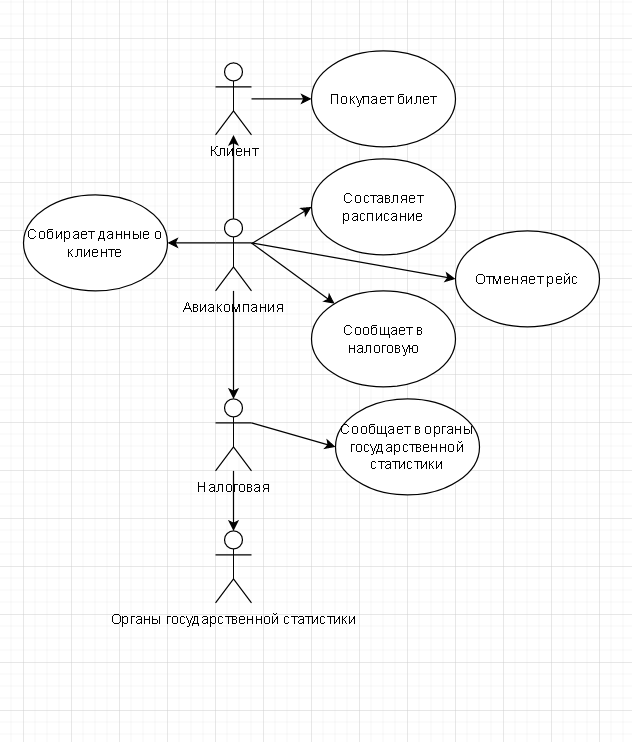 Покупает билет
Клиент
Составляет
расписание
Собирает данные о
клиенте
Отменяет рейс
Авиакомпания
Сообщает в
налоговую
Сообщает в органы
государственной
статистики
Налоговая
Органы государственной статистики